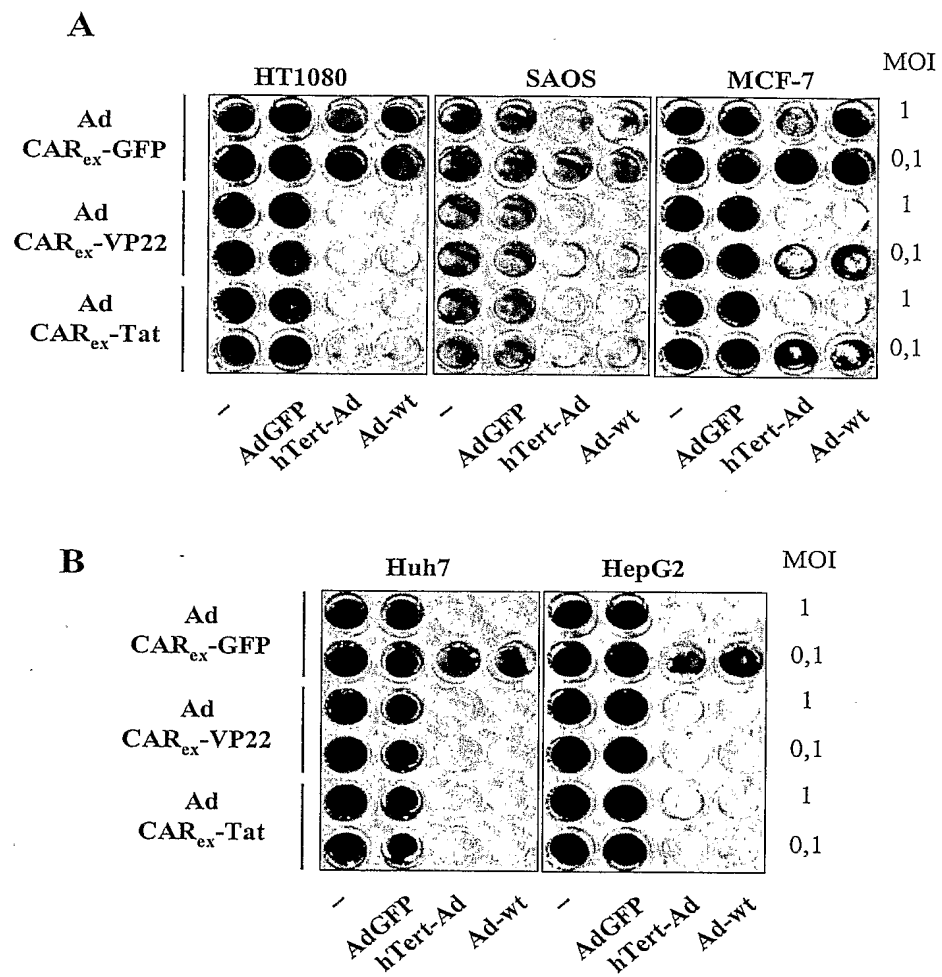 A
HT1080 SAOS MCF-7 MOI
Ad
CARex-GFP
1
0,1
Ad
CARex-VP22
1
0,1
Ad
CARex-Tat
1
0,1
– AdGFP hTert-Ad Ad-wt – AdGFP hTert-Ad Ad-wt – AdGFP hTert-Ad Ad-wt
B
Huh7 HepG2 MOI
Ad
CARex-GFP
1
0,1
Ad
CARex-VP22
1
0,1
Ad
CARex-Tat
1
0,1
– AdGFP hTert-Ad Ad-wt – AdGFP hTert-Ad Ad-wt